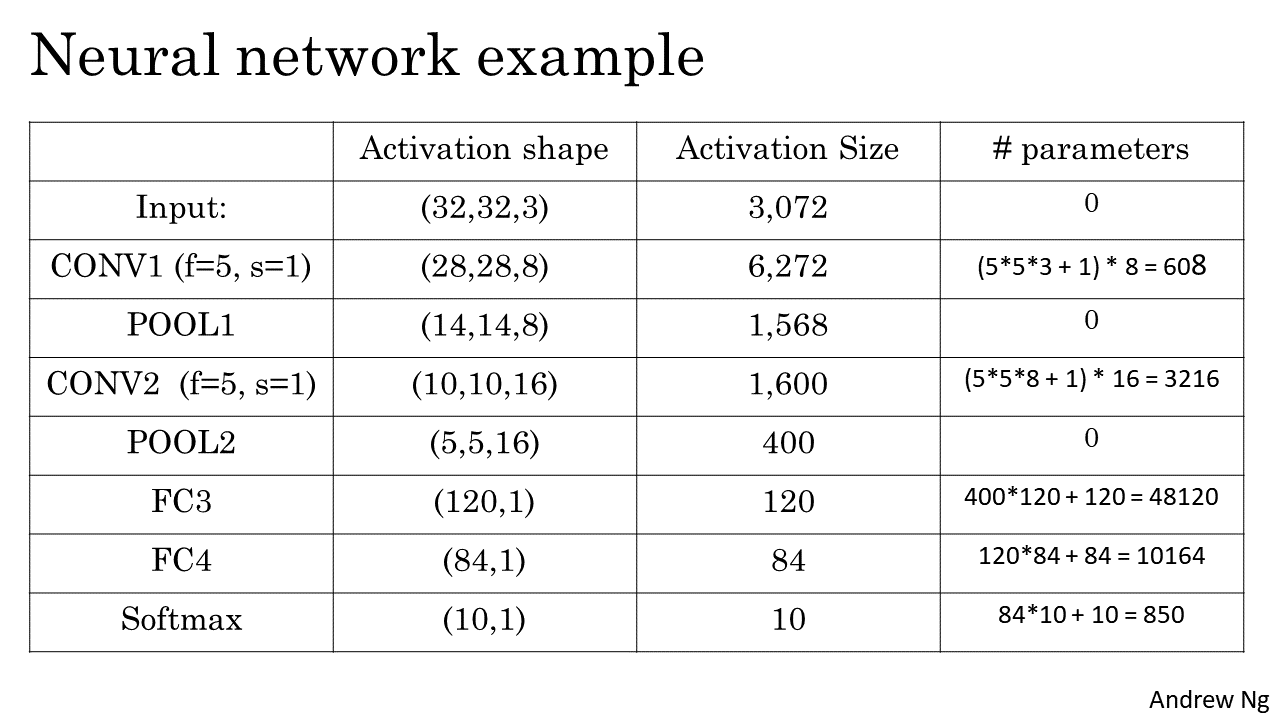 Neural network example
Activation shape Activation Size # parameters
Input: (32,32,3) 3,072 0
CONV1 (f=5, s=1) (28,28,8) 6,272 (5*5*3 + 1) * 8 = 608
POOL1 (14,14,8) 1,568 0
CONV2 (f=5, s=1) (10,10,16) 1,600 (5*5*8 + 1) * 16 = 3216
POOL2 (5,5,16) 400 0
FC3 (120,1) 120 400*120 + 120 = 48120
FC4 (84,1) 84 120*84 + 84 = 10164
Softmax (10,1) 10 84*10 + 10 = 850
Andrew Ng